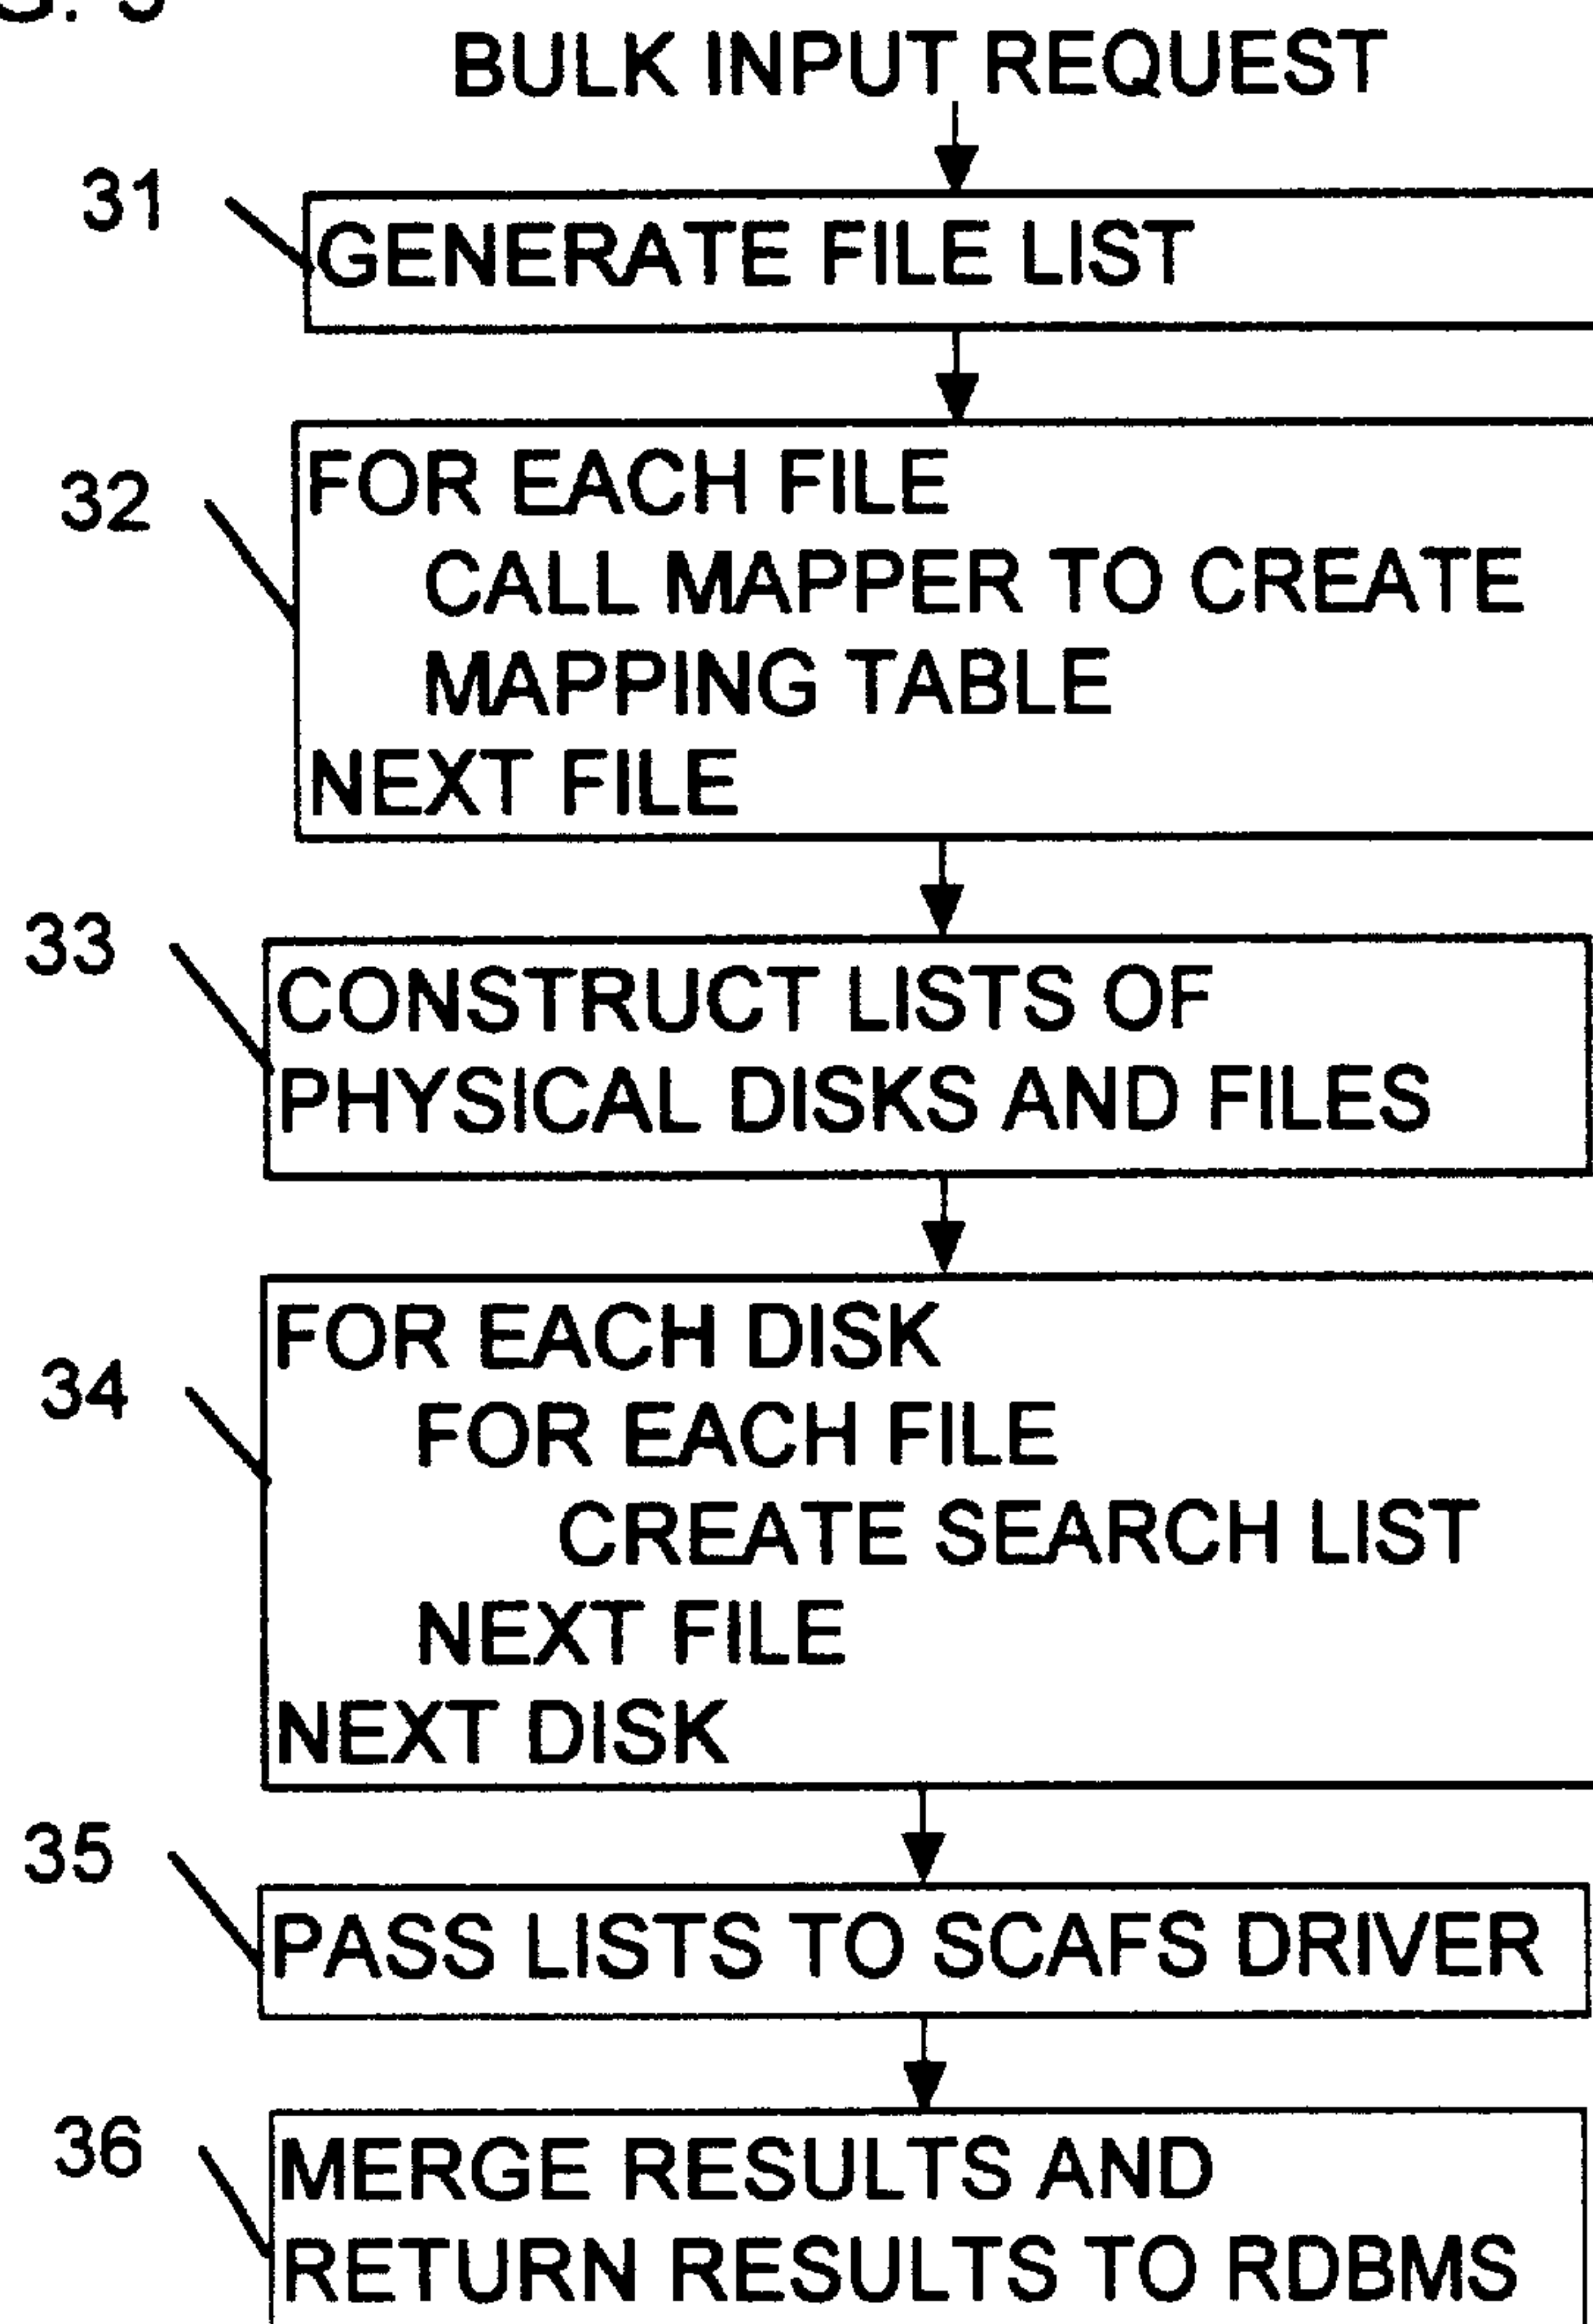 BULK INPUT REQUEST
31
GENERATE FILE LIST
32
FOR EACH FILE
CALL MAPPER TO CREATE
MAPPING TABLE
NEXT FILE
33
CONSTRUCT LISTS OF
PHYSICAL DISKS AND FILES
34
FOR EACH DISK
FOR EACH FILE
CREATE SEARCH LIST
NEXT FILE
NEXT DISK
35
PASS LISTS TO SCAFS DRIVER
36
MERGE RESULTS AND
RETURN RESULTS TO RDBMS